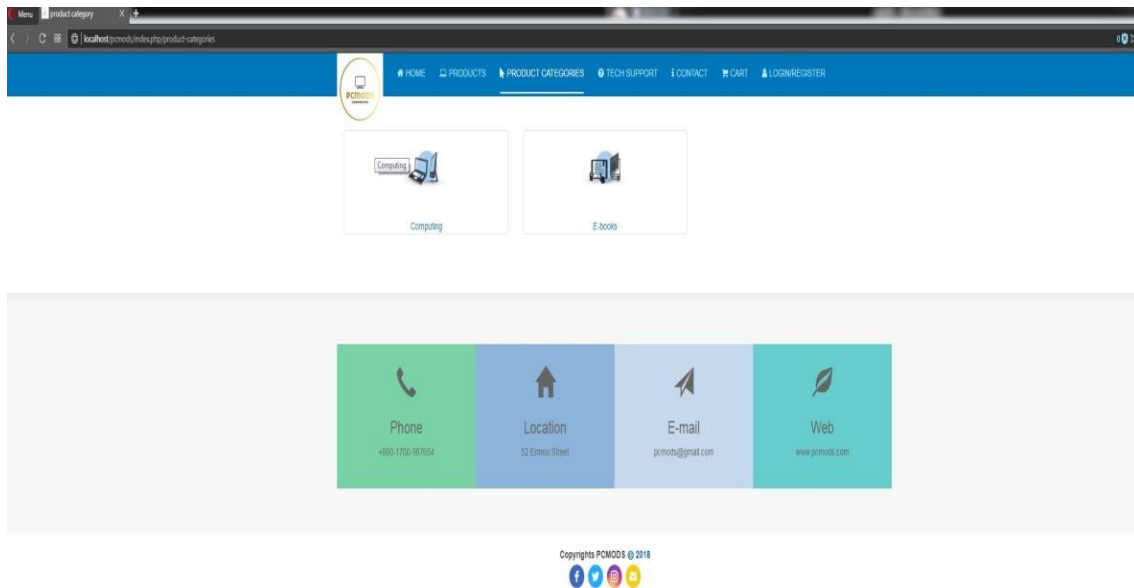 Menu product category X +
localhost/pcmods/index.php/product-categories
0
PCMODS
HOME PRODUCTS PRODUCT CATEGORIES TECH SUPPORT i CONTACT CART LOGIN/REGISTER
Computing
Computing E-books
Phone Location E-mail Web
52 Ermou Street pcmods@gmail.com www.pcmods.com
Copyrights PCMODS @ 2018